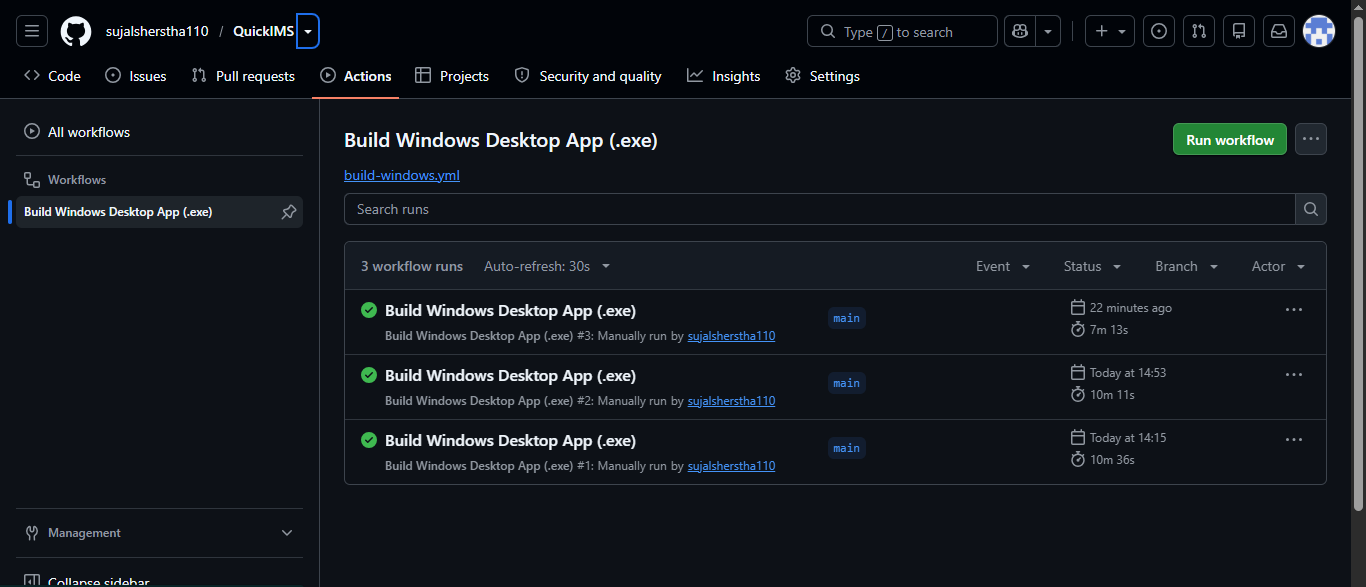 sujalsherstha110 / QuickIMS
Type / to search
Code Issues Pull requests Actions Projects Security and quality Insights Settings
All workflows
Workflows
Build Windows Desktop App (.exe)
Management
Collapse sidebar
Build Windows Desktop App (.exe)
Run workflow
build-windows.yml
Search runs
3 workflow runs Auto-refresh: 30s Event Status Branch Actor
Build Windows Desktop App (.exe)
Build Windows Desktop App (.exe) #3: Manually run by sujalsherstha110
main
22 minutes ago
7m 13s
Build Windows Desktop App (.exe)
Build Windows Desktop App (.exe) #2: Manually run by sujalsherstha110
main
Today at 14:53
10m 11s
Build Windows Desktop App (.exe)
Build Windows Desktop App (.exe) #1: Manually run by sujalsherstha110
main
Today at 14:15
10m 36s